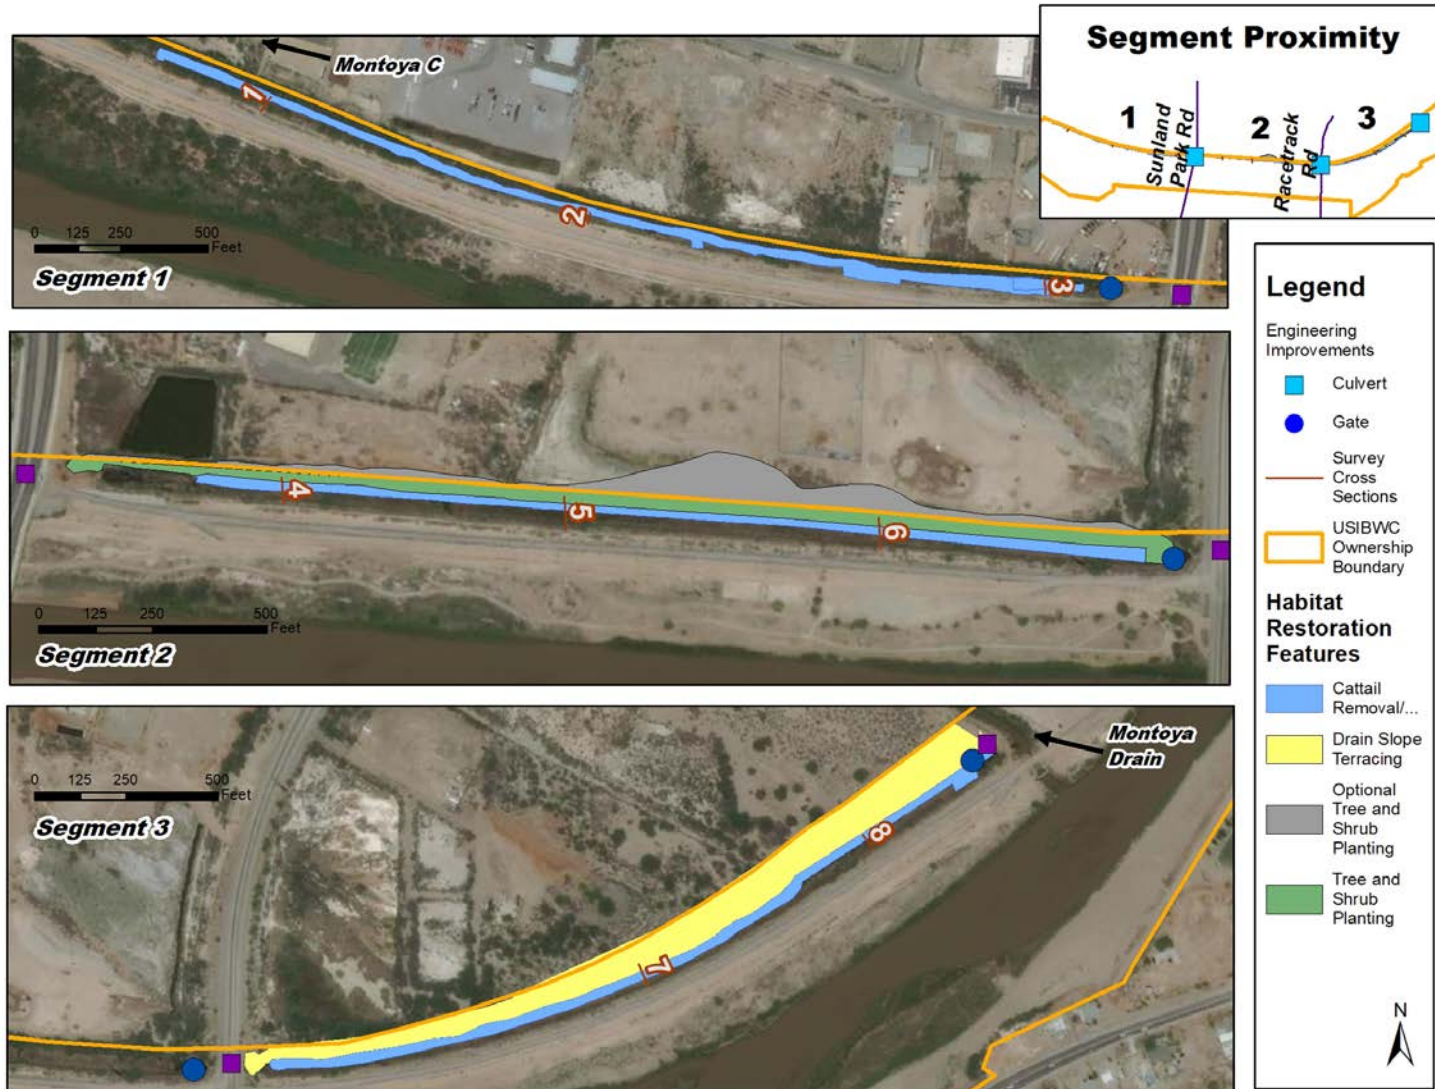 Montoya C
1
2
3
0 125 250 500
Feet
Segment 1
Segment Proximity
1
2
3
Sunland
Park Rd
Racetrack
Rd
4
5
6
0 125 250 500
Feet
Segment 2
Montoya
Drain
0 125 250 500
Feet
Segment 3
8
7
Legend
Engineering
Improvements
Culvert
Gate
Survey
Cross
Sections
USIBWC
Ownership
Boundary
Habitat
Restoration
Features
Cattail
Removal/...
Drain Slope
Terracing
Optional
Tree and
Shrub
Planting
Tree and
Shrub
Planting
N